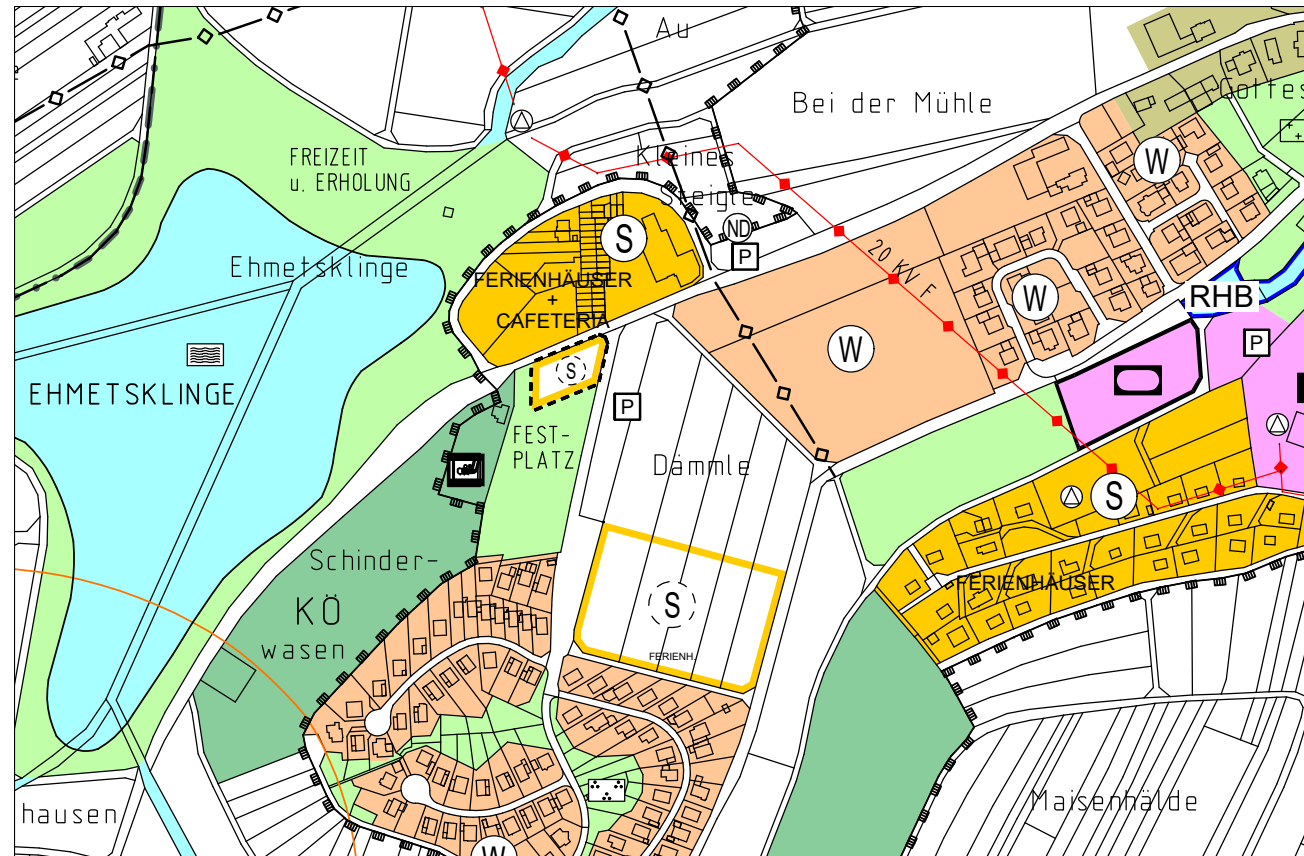 Au
Bei der Mühle
Gottes
FREIZEIT
u. ERHOLUNG
Kleines
Steigle
W
S
ND
P
20 KV F
Ehmetsklinge
FERIENHÄUSER
+
CAFETERIA
W
RHB
W
P
S
EHMETSKLINGE
P
FEST-
PLATZ
Dämmle
S
Schinder-
KÖ
wasen
S
FERIENH.
FERIENHÄUSER
hausen
Maisenhälde
W